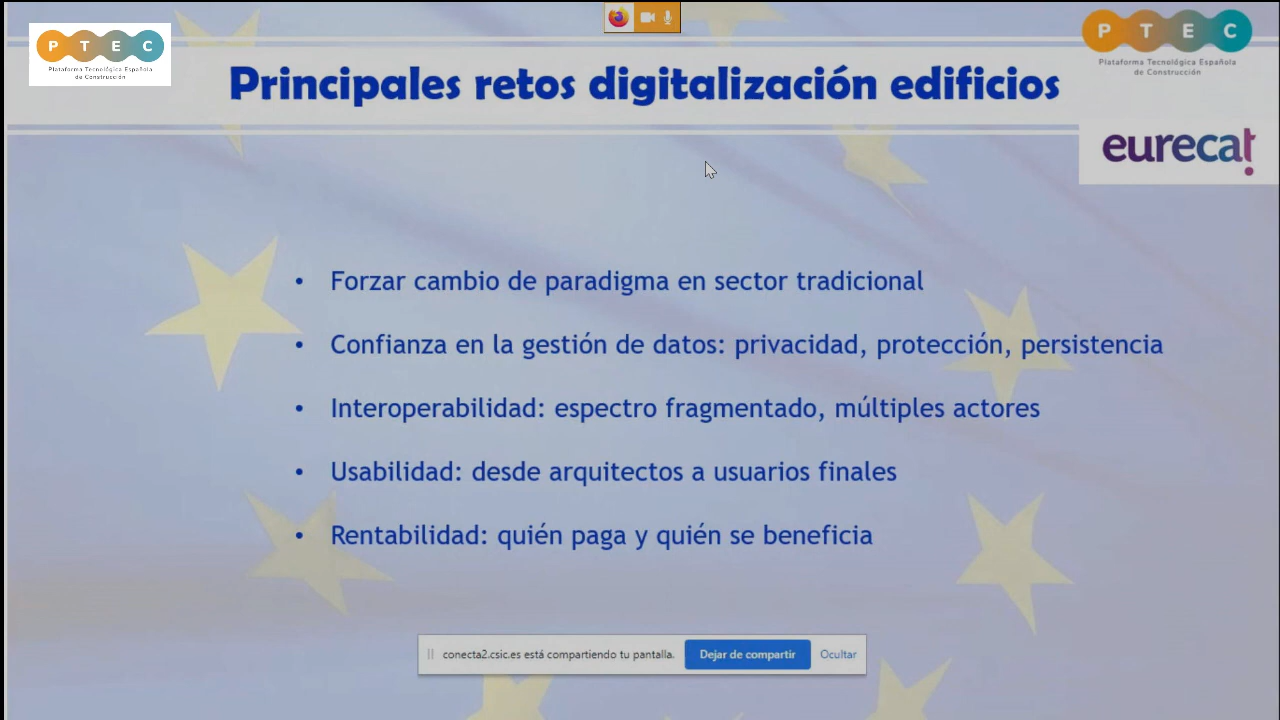 P T E C
Plataforma Tecnológica Española
de Construcción
P T E C
Plataforma Tecnológica Española
de Construcción
Principales retos digitalización edificios
eurecat
• Forzar cambio de paradigma en sector tradicional
• Confianza en la gestión de datos: privacidad, protección, persistencia
• Interoperabilidad: espectro fragmentado, múltiples actores
• Usabilidad: desde arquitectos a usuarios finales
• Rentabilidad: quién paga y quién se beneficia
conecta2.csic.es está compartiendo tu pantalla. Dejar de compartir Ocultar